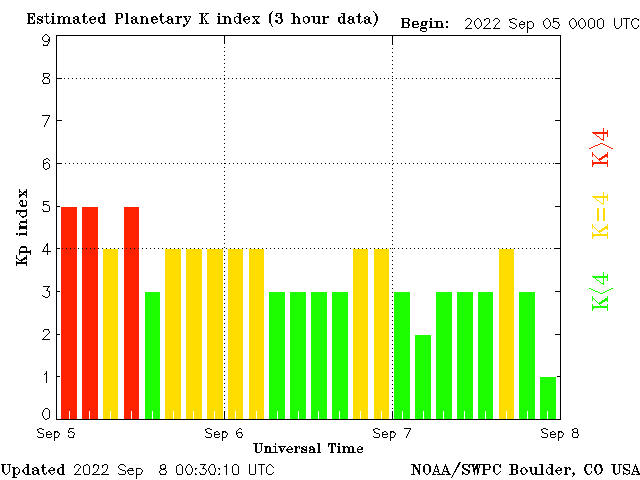 Estimated Planetary K index (3 hour data) Begin: 2022 Sep 05 0000 UTC
9
8
7
6
5
4
3
2
1
0
Kp index
K>4
K=4
K<4
Sep 5 Sep 6 Sep 7 Sep 8
Universal Time
Updated 2022 Sep 8 00:30:10 UTC NOAA/SWPC Boulder, CO USA